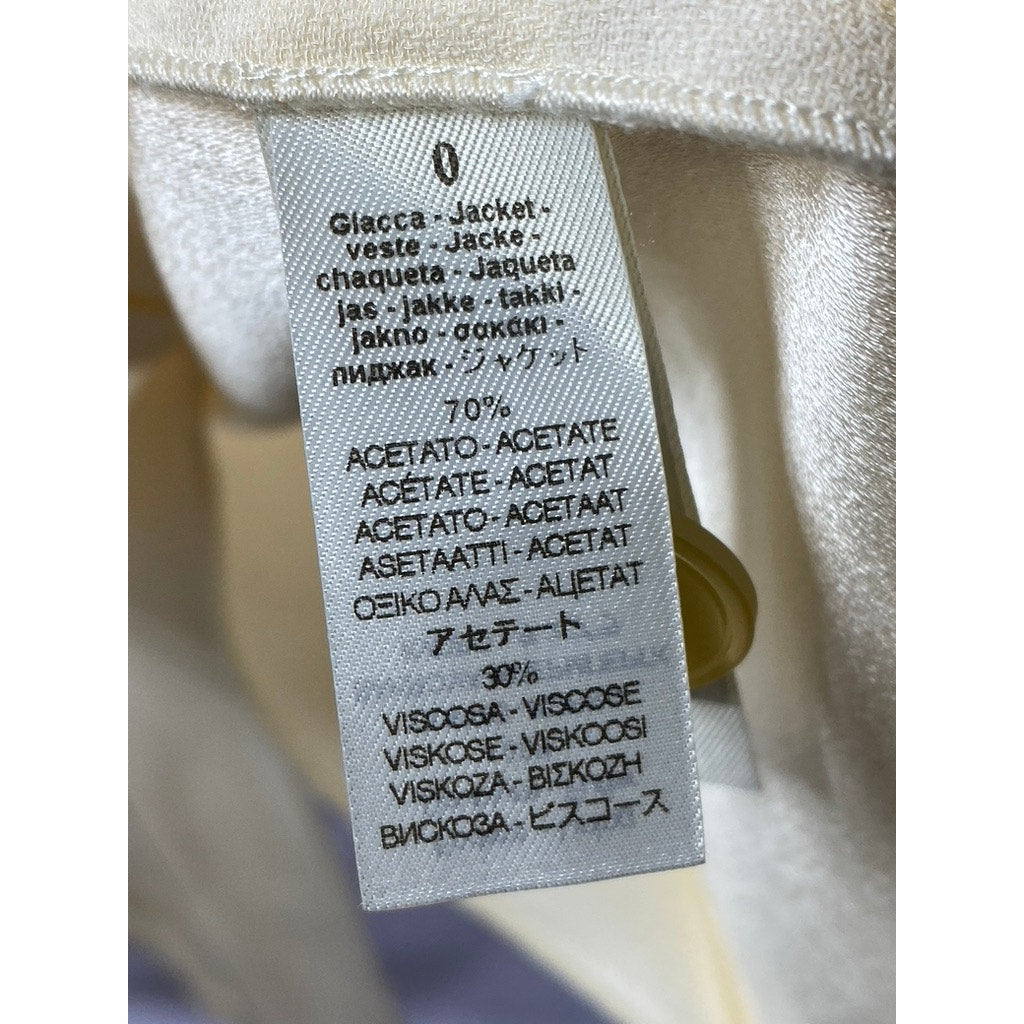 0
Giacca - Jacket -
veste - Jacke -
chaqueta - Jaqueta
jas - jakke - takki -
jakno - σακάκι -
пиджак - ジャケット
70%
ACETATO - ACETATE
ACÉTATE - ACETAT
ACETATO - ACETAAT
ASETAATTI - ACETAT
ΟΞΙΚΟ ΑΛΑΣ - АЦЕТАТ
アセテート
30%
VISCOSA - VISCOSE
VISKOSE - VISKOOSI
VISKOZA - ΒΙΣΚΟΖΗ
ВИСКОЗА - ビスコース